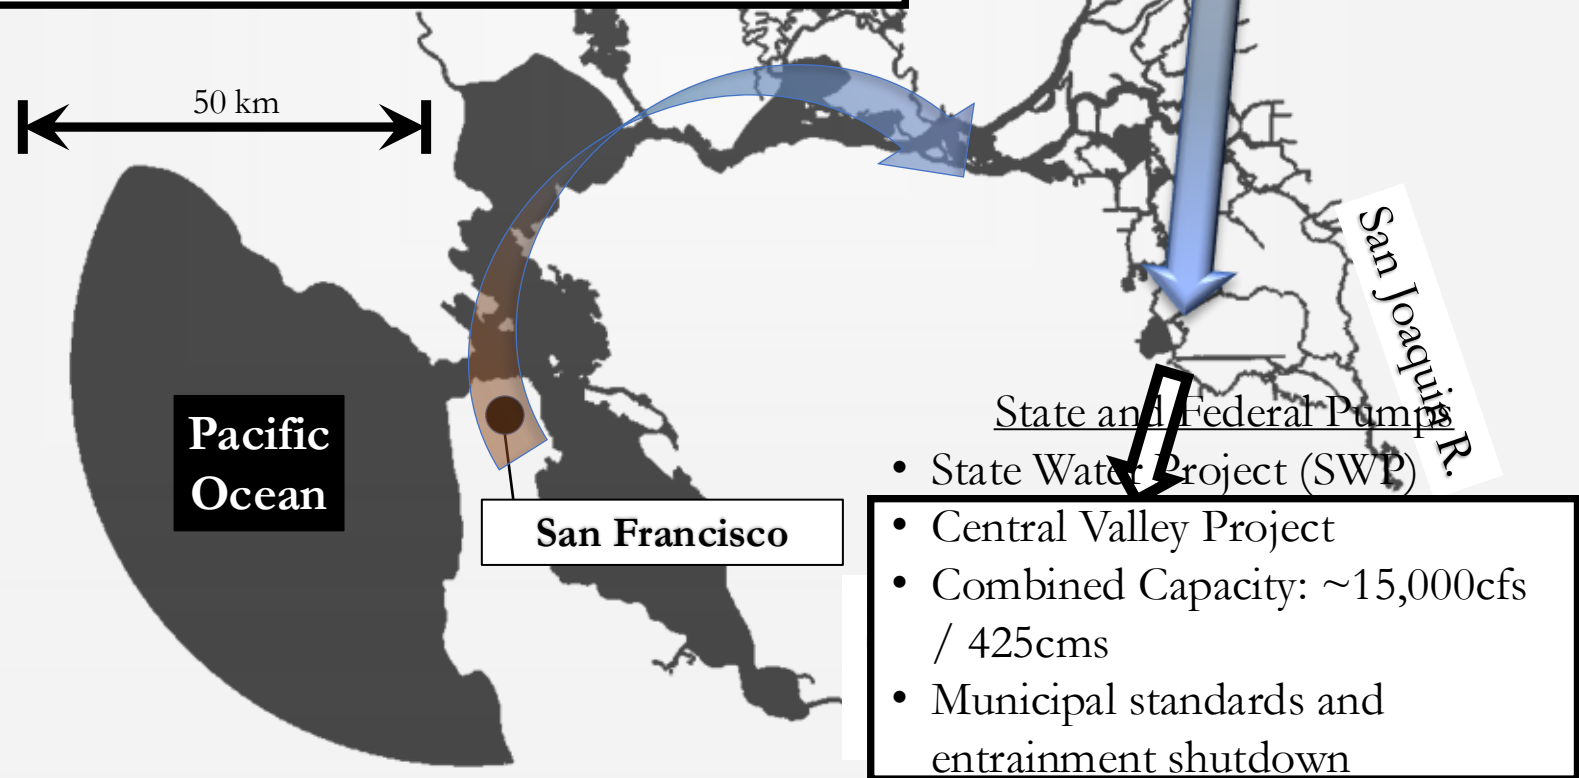 50 km
San Joaquin R.
Pacific
Ocean
San Francisco
State and Federal Pumps
• State Water Project (SWP)
• Central Valley Project
• Combined Capacity: ~15,000cfs
/ 425cms
• Municipal standards and
entrainment shutdown